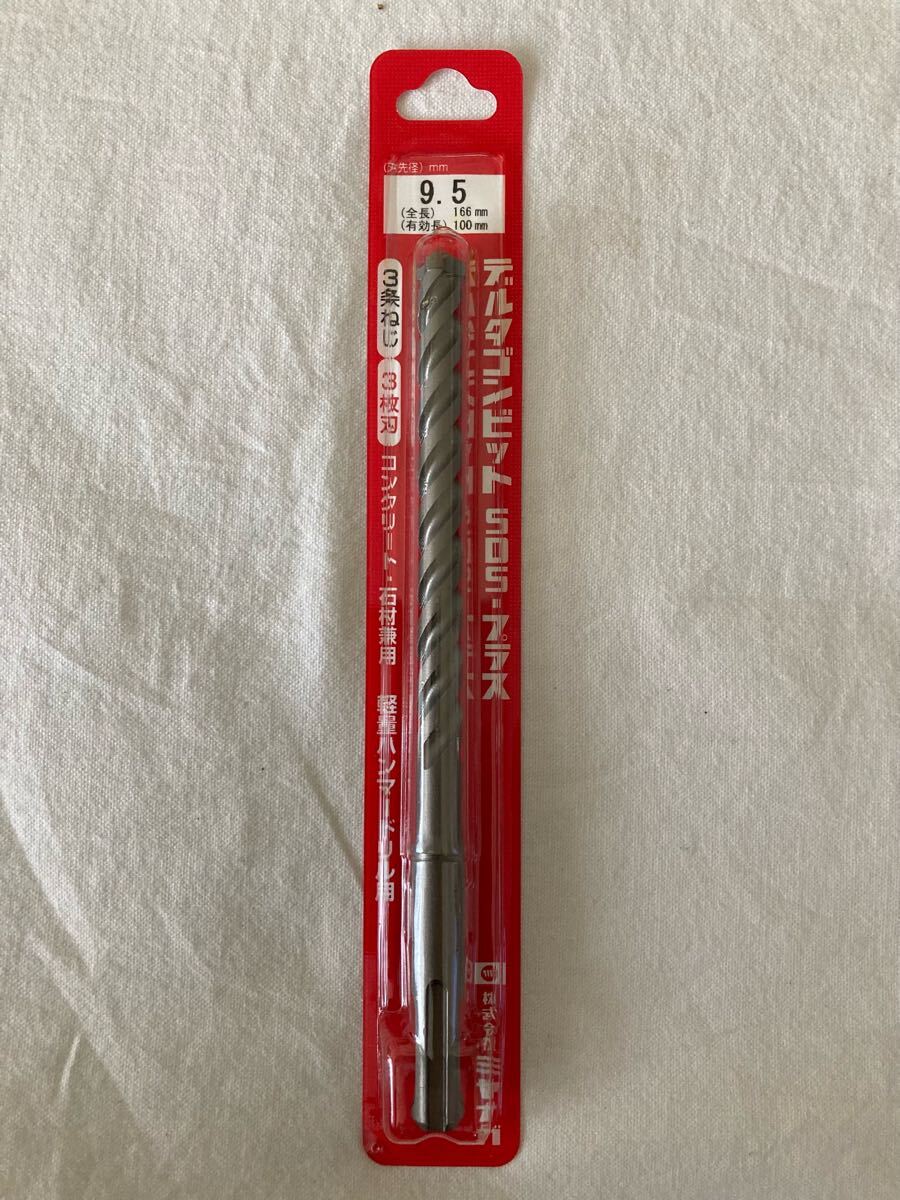 (刃先径) mm
9.5
(全長) 166mm
(有効長) 100mm
デルタゴンビット SDS-プラス
3条ねじ
3枚刃
コンクリート・石材兼用
軽量ハンマードリル用
株式会社 ミヤナガ